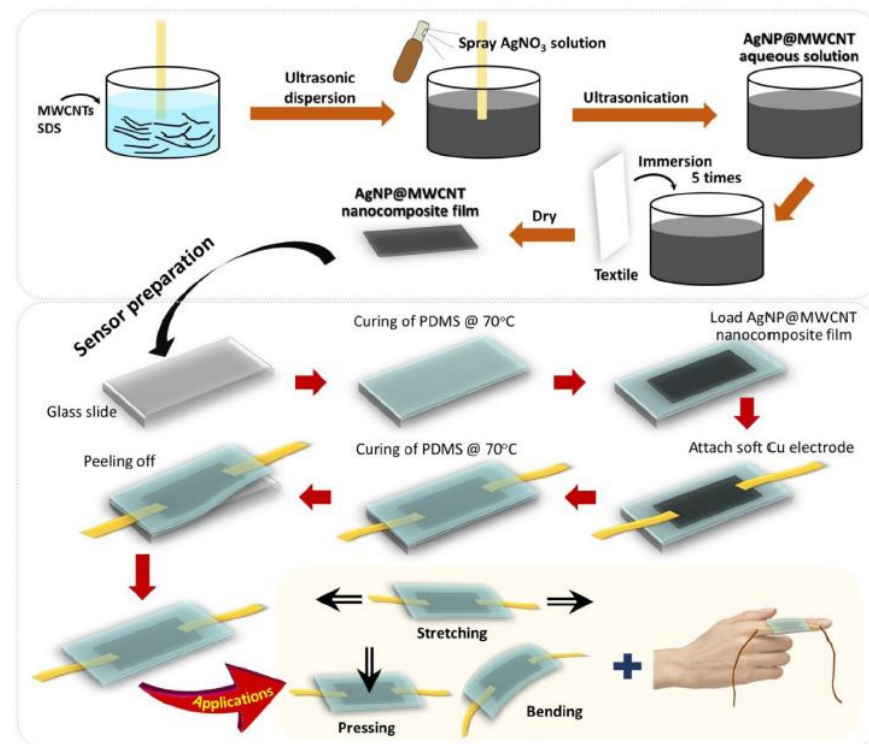 Spray AgNO₃ solution
AgNP@MWCNT
aqueous solution
Ultrasonic
dispersion
Ultrasonication
MWCNTs
SDS
Immersion
5 times
AgNP@MWCNT
nanocomposite film
Dry
Textile
Sensor preparation
Curing of PDMS @ 70°C
Load AgNP@MWCNT
nanocomposite film
Glass slide
Peeling off
Curing of PDMS @ 70°C
Attach soft Cu electrode
Stretching
Applications
Pressing
Bending